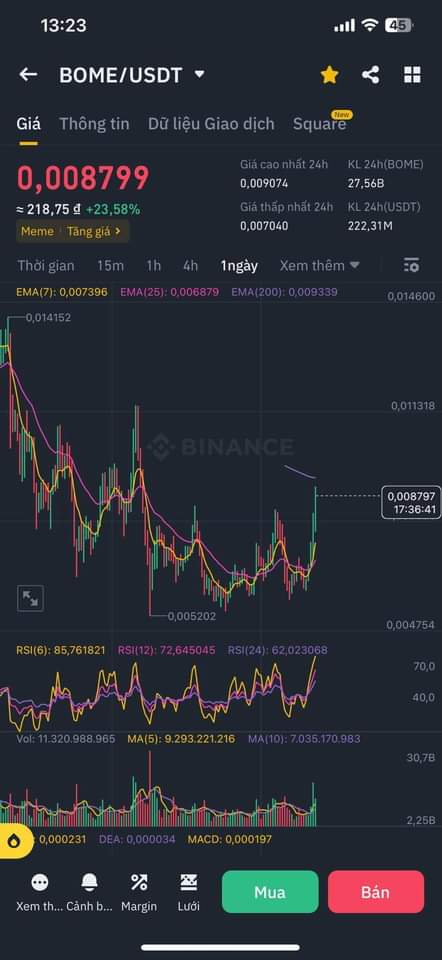 13:23
45
BOME/USDT
Giá Thông tin Dữ liệu Giao dịch Square New
0,008799
≈ 218,75 ₫ +23,58%
Meme Tăng giá
Giá cao nhất 24h KL 24h(BOME)
0,009074 27,56B
Giá thấp nhất 24h KL 24h(USDT)
0,007040 222,31M
Thời gian 15m 1h 4h 1ngày Xem thêm
EMA(7): 0,007396 EMA(25): 0,006879 EMA(200): 0,009339
0,014600
0,014152
0,011318
BINANCE
0,008797
17:36:41
0,005202
0,004754
RSI(6): 85,761821 RSI(12): 72,645045 RSI(24): 62,023068
70,0
40,0
Vol: 11.320.988.965 MA(5): 9.293.221.216 MA(10): 7.035.170.983
30,7B
2,25B
0,000231 DEA: 0,000034 MACD: 0,000197
Xem th... Cảnh b... Margin Lưới
Mua Bán